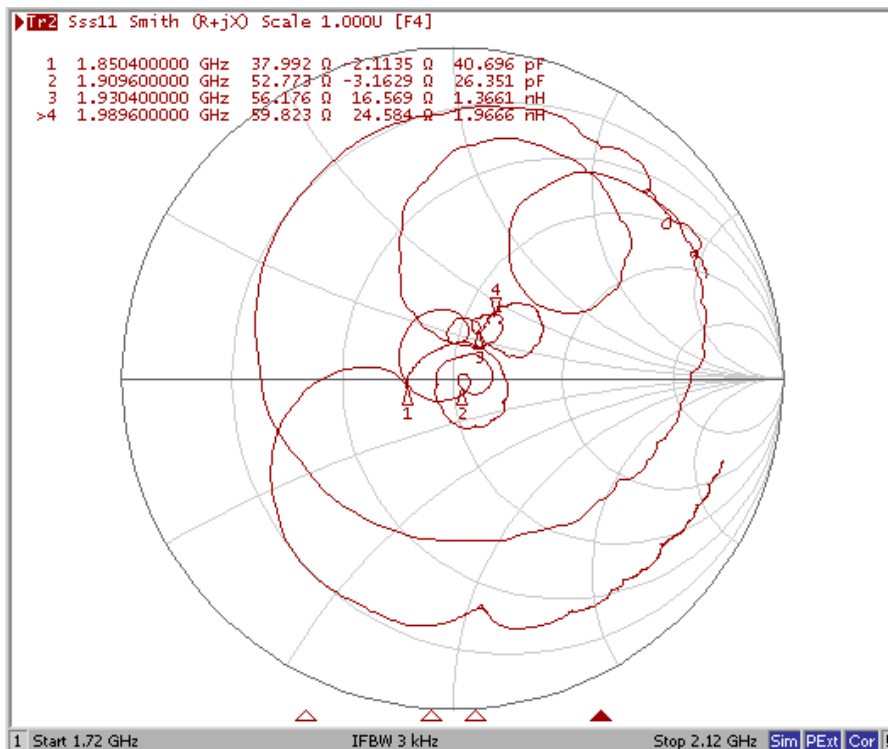 Tr2 Sss11 Smith (R+jX) Scale 1.000U [F4]
1 1.850400000 GHz 37.992 Ω -2.1135 Ω 40.696 pF
2 1.909600000 GHz 52.773 Ω -3.1629 Ω 26.351 pF
3 1.930400000 GHz 56.176 Ω 16.569 Ω 1.3661 nH
>4 1.989600000 GHz 59.823 Ω 24.584 Ω 1.9666 nH
4
3
1
2
1 Start 1.72 GHz IFBW 3 kHz Stop 2.12 GHz Sim PExt Cor